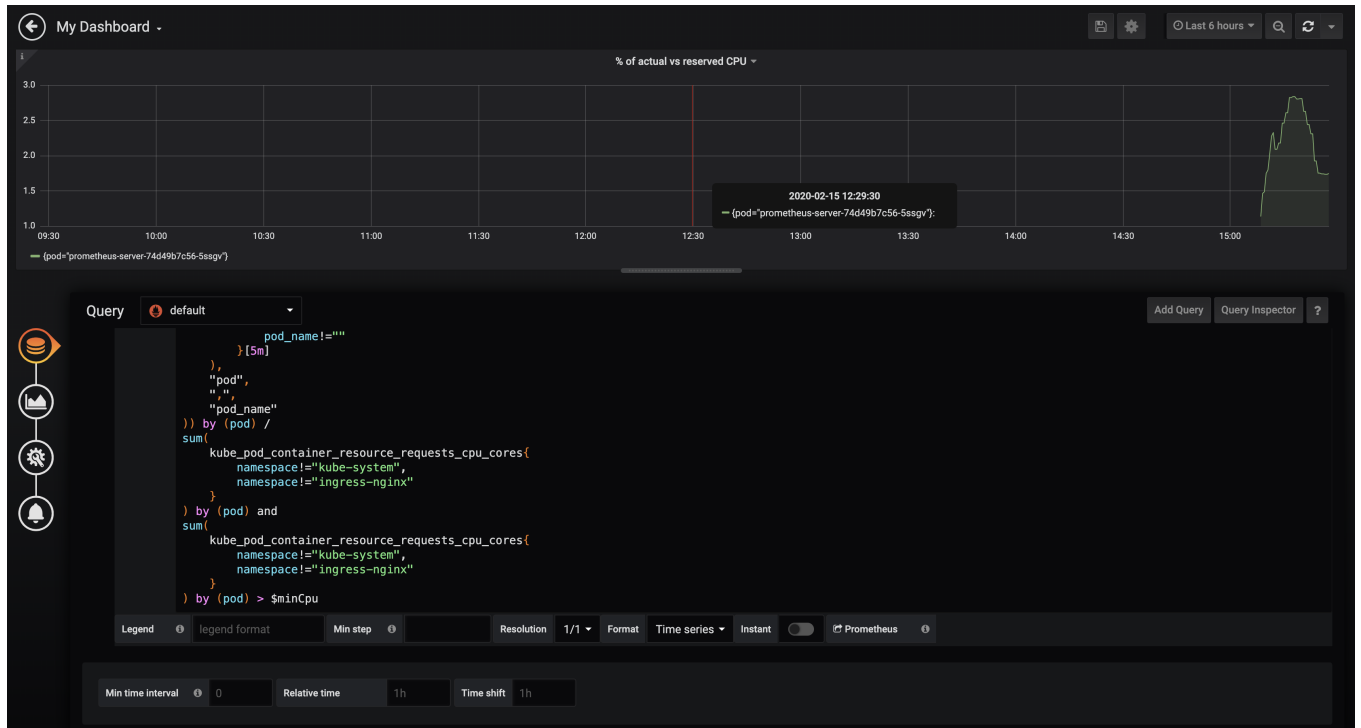 My Dashboard
Last 6 hours
i
% of actual vs reserved CPU
3.0
2.5
2.0
1.5
1.0
09:30 10:00 10:30 11:00 11:30 12:00 12:30 13:00 13:30 14:00 14:30 15:00
2020-02-15 12:29:30
{pod="prometheus-server-74d49b7c56-5ssgv"}:
{pod="prometheus-server-74d49b7c56-5ssgv"}
Query default Add Query Query Inspector ?
pod_name!=""
}[5m]
),
"pod",
",",
"pod_name"
)) by (pod) /
sum(
kube_pod_container_resource_requests_cpu_cores{
namespace!="kube-system",
namespace!="ingress-nginx"
}
) by (pod) and
sum(
kube_pod_container_resource_requests_cpu_cores{
namespace!="kube-system",
namespace!="ingress-nginx"
}
) by (pod) > $minCpu
Legend legend format Min step Resolution 1/1 Format Time series Instant Prometheus
Min time interval 0 Relative time 1h Time shift 1h